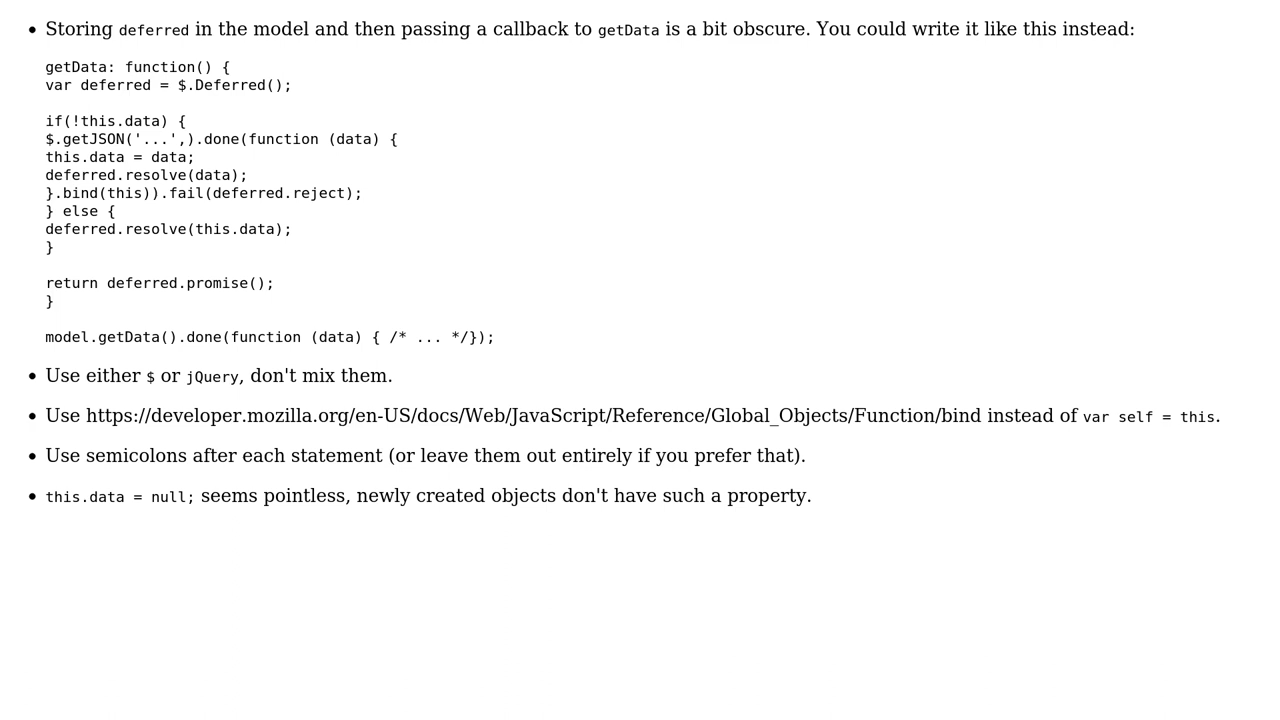 • Storing deferred in the model and then passing a callback to getData is a bit obscure. You could write it like this instead:
getData: function() {
var deferred = $.Deferred();
if(!this.data) {
$.getJSON('...',).done(function (data) {
this.data = data;
deferred.resolve(data);
}.bind(this)).fail(deferred.reject);
} else {
deferred.resolve(this.data);
}
return deferred.promise();
}
model.getData().done(function (data) { /* ... */});
• Use either $ or jQuery, don't mix them.
• Use https://developer.mozilla.org/en-US/docs/Web/JavaScript/Reference/Global_Objects/Function/bind instead of var self = this.
• Use semicolons after each statement (or leave them out entirely if you prefer that).
• this.data = null; seems pointless, newly created objects don't have such a property.